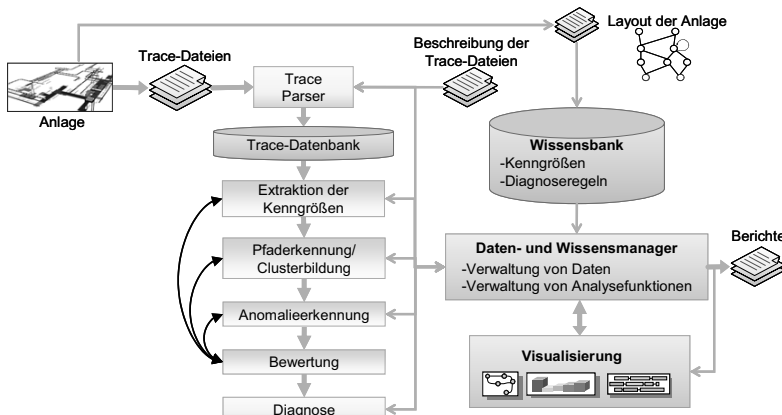 Layout der Anlage
Trace-Dateien
Beschreibung der
Trace-Dateien
Anlage
Trace
Parser
Trace-Datenbank
Wissensbank
-Kenngrößen
-Diagnoseregeln
Extraktion der
Kenngrößen
Pfaderkennung/
Clusterbildung
Daten- und Wissensmanager
-Verwaltung von Daten
-Verwaltung von Analysefunktionen
Berichte
Anomalieerkennung
Bewertung
Visualisierung
Diagnose